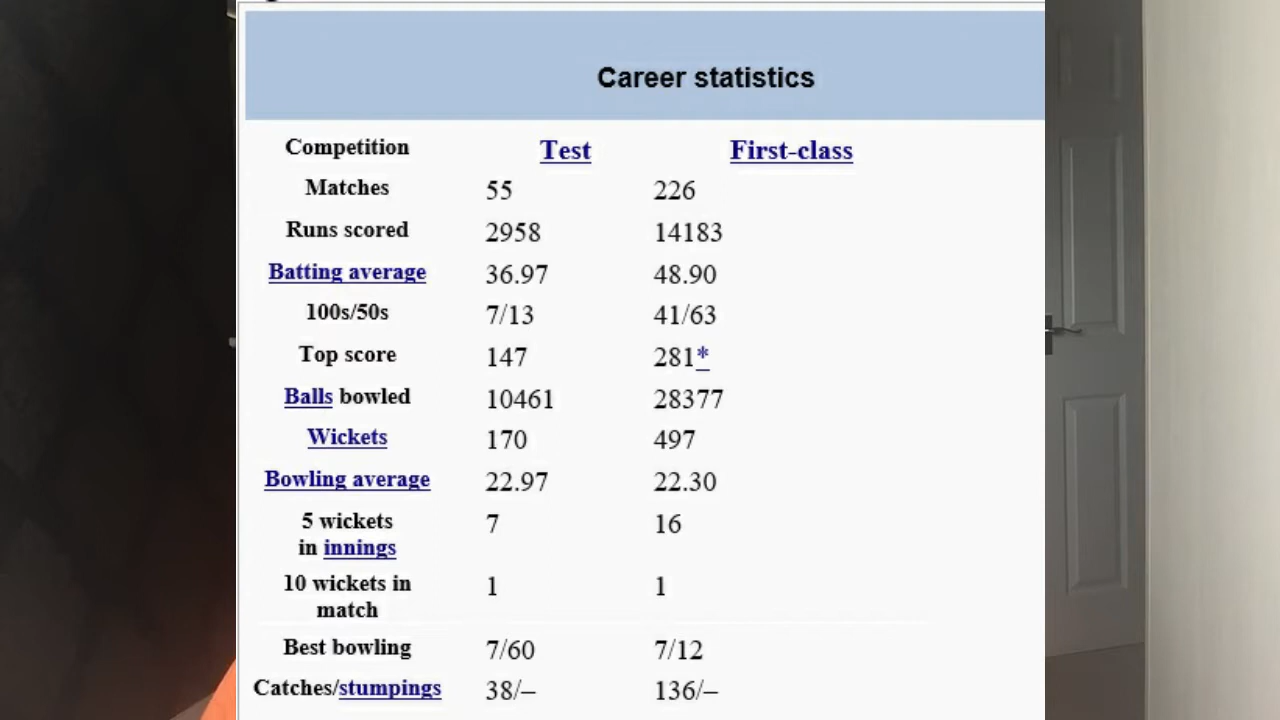 Career statistics
Competition Test First-class
Matches 55 226
Runs scored 2958 14183
Batting average 36.97 48.90
100s/50s 7/13 41/63
Top score 147 281*
Balls bowled 10461 28377
Wickets 170 497
Bowling average 22.97 22.30
5 wickets
in innings 7 16
10 wickets in
match 1 1
Best bowling 7/60 7/12
Catches/stumpings 38/– 136/–